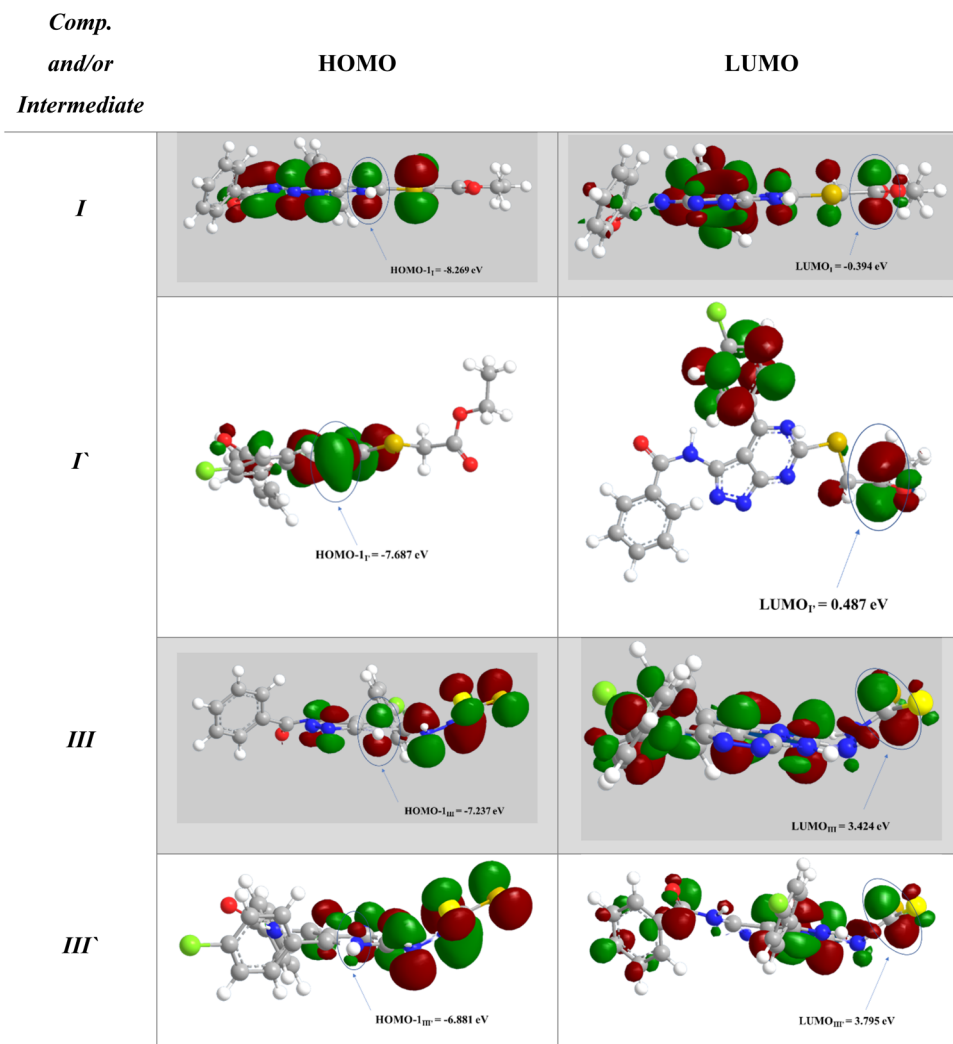 Comp.
and/or
Intermediate
HOMO
LUMO
I
HOMO-1I = -8.269 eV
LUMOI = -0.394 eV
I`
HOMO-1I' = -7.687 eV
LUMOI' = 0.487 eV
III
HOMO-1III = -7.237 eV
LUMOIII = 3.424 eV
III`
HOMO-1III' = -6.881 eV
LUMOIII' = 3.795 eV